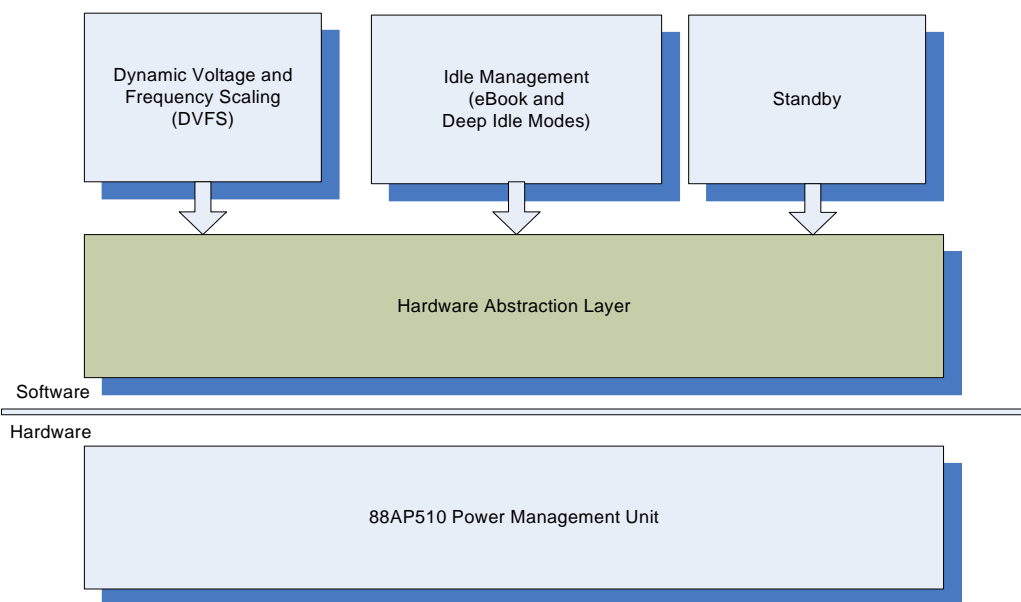 Dynamic Voltage and
Frequency Scaling
(DVFS)
Idle Management
(eBook and
Deep Idle Modes)
Standby
Hardware Abstraction Layer
Software
Hardware
88AP510 Power Management Unit